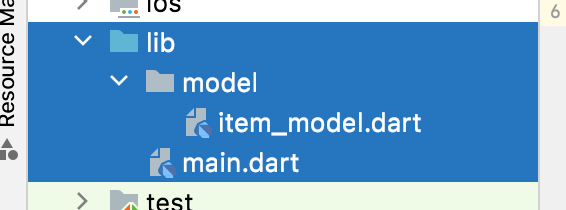 ios
6
lib
model
item_model.dart
main.dart
test
Resource Ma